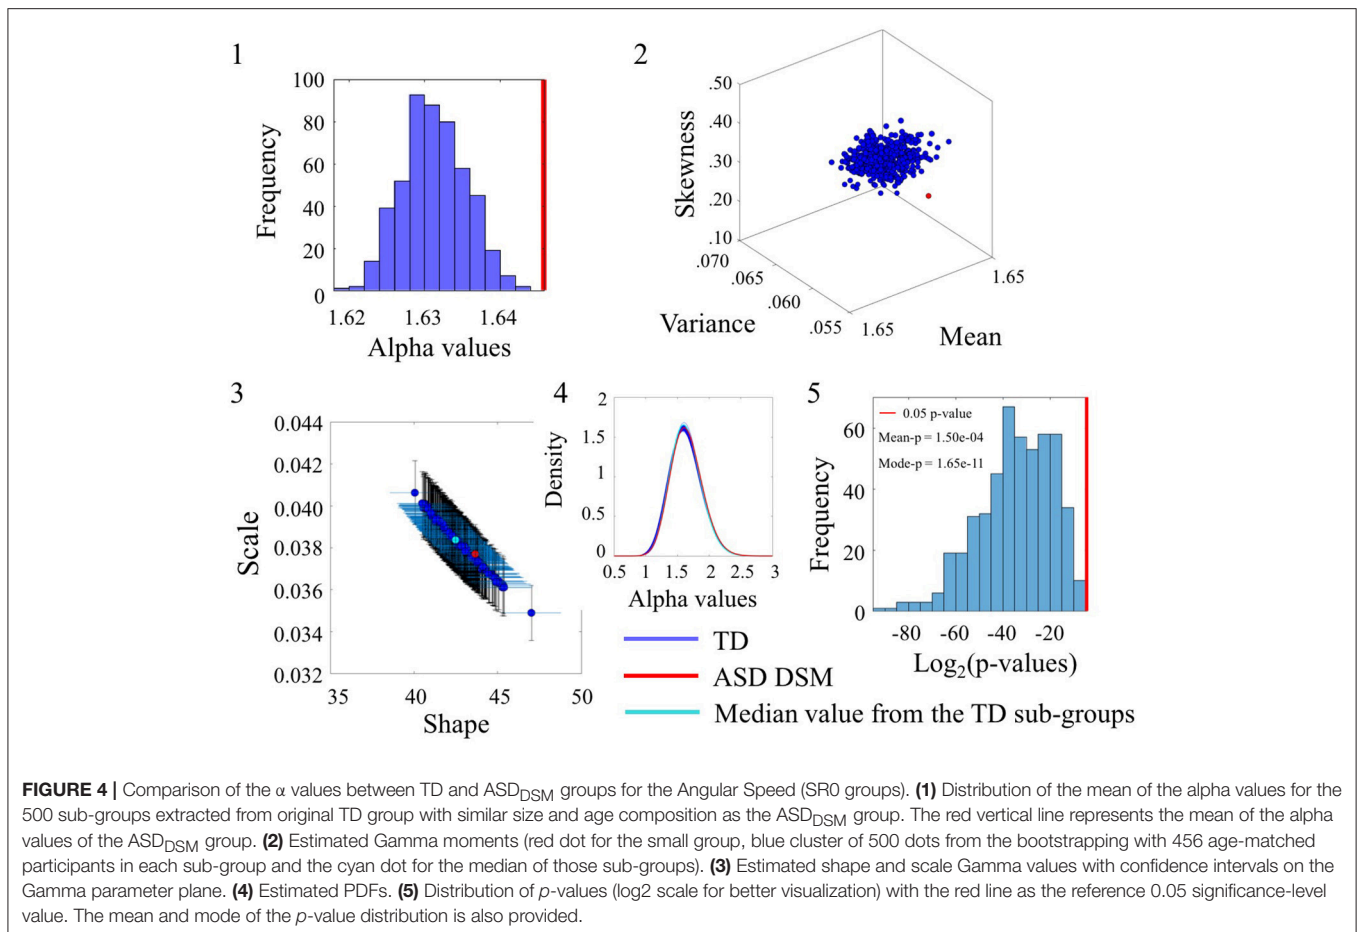 1
100
80
60
40
20
0
Frequency
1.62 1.63 1.64
Alpha values
2
.50
.40
.30
.20
.10
Skewness
.070
.065
.060
.055
Variance
1.65
1.65
Mean
3
0.044
0.042
0.040
0.038
0.036
0.034
0.032
Scale
35 40 45 50
Shape
4
2
1.5
1
0.5
0
Density
0.5 1 1.5 2 2.5 3
Alpha values
5
60
40
20
0
Frequency
0.05 p-value
Mean-p = 1.50e-04
Mode-p = 1.65e-11
-80 -60 -40 -20
Log₂(p-values)
TD
ASD DSM
Median value from the TD sub-groups
FIGURE 4 | Comparison of the α values between TD and ASD_DSM groups for the Angular Speed (SR0 groups). (1) Distribution of the mean of the alpha values for the
500 sub-groups extracted from original TD group with similar size and age composition as the ASD_DSM group. The red vertical line represents the mean of the alpha
values of the ASD_DSM group. (2) Estimated Gamma moments (red dot for the small group, blue cluster of 500 dots from the bootstrapping with 456 age-matched
participants in each sub-group and the cyan dot for the median of those sub-groups). (3) Estimated shape and scale Gamma values with confidence intervals on the
Gamma parameter plane. (4) Estimated PDFs. (5) Distribution of p-values (log2 scale for better visualization) with the red line as the reference 0.05 significance-level
value. The mean and mode of the p-value distribution is also provided.